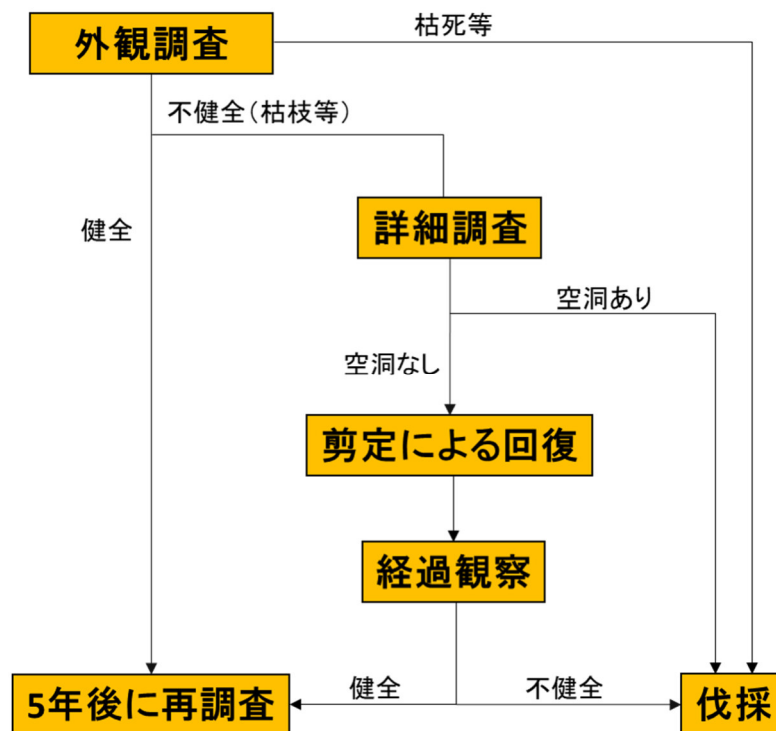 外観調査
枯死等
不健全（枯枝等）
健全
詳細調査
空洞あり
空洞なし
剪定による回復
経過観察
5年後に再調査
健全
不健全
伐採